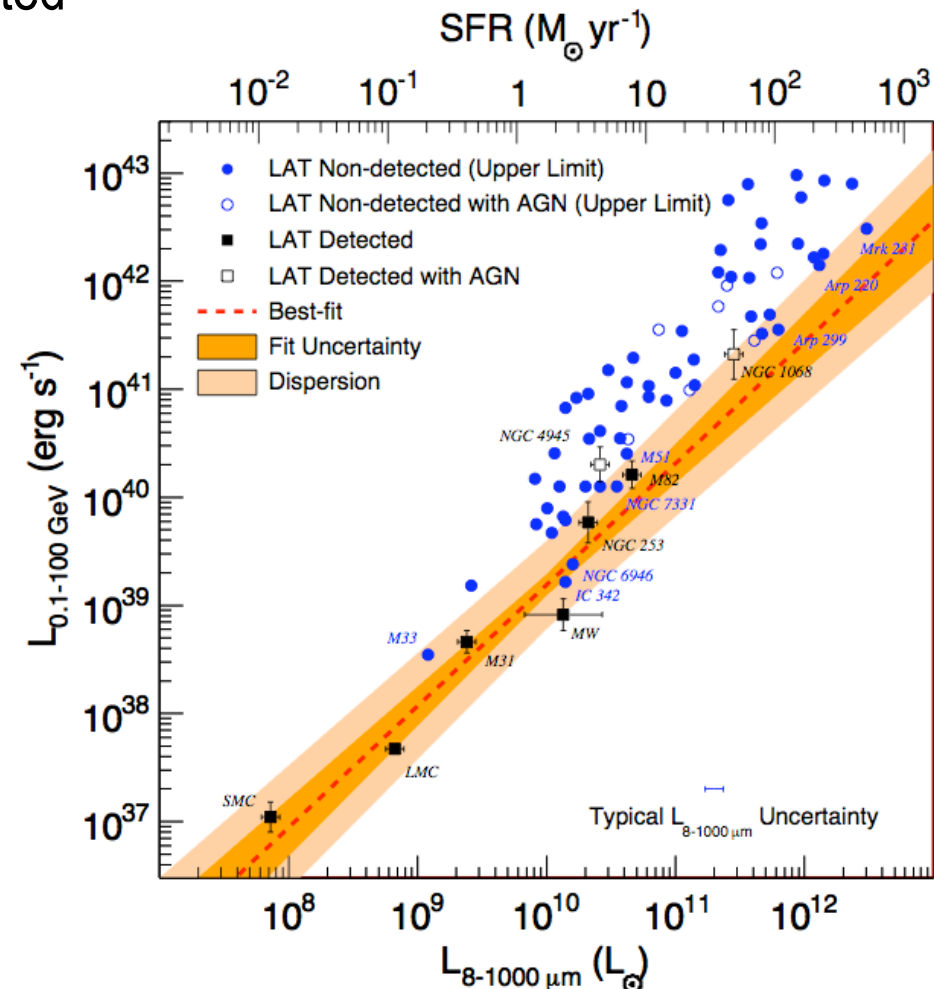 ted
SFR (M⊙ yr⁻¹)
10⁻² 10⁻¹ 1 10 10² 10³
10⁴³
LAT Non-detected (Upper Limit)
LAT Non-detected with AGN (Upper Limit)
LAT Detected
LAT Detected with AGN
Best-fit
Fit Uncertainty
Dispersion
Mrk 231
10⁴²
Arp 220
Arp 299
NGC 1068
10⁴¹
NGC 4945
M51
M82
10⁴⁰
NGC 7331
NGC 253
NGC 6946
IC 342
10³⁹
MW
M33
M31
10³⁸
LMC
SMC
10³⁷
Typical L8-1000 μm Uncertainty
L0.1-100 GeV (erg s⁻¹)
10⁸ 10⁹ 10¹⁰ 10¹¹ 10¹²
L8-1000 μm (L⊙)